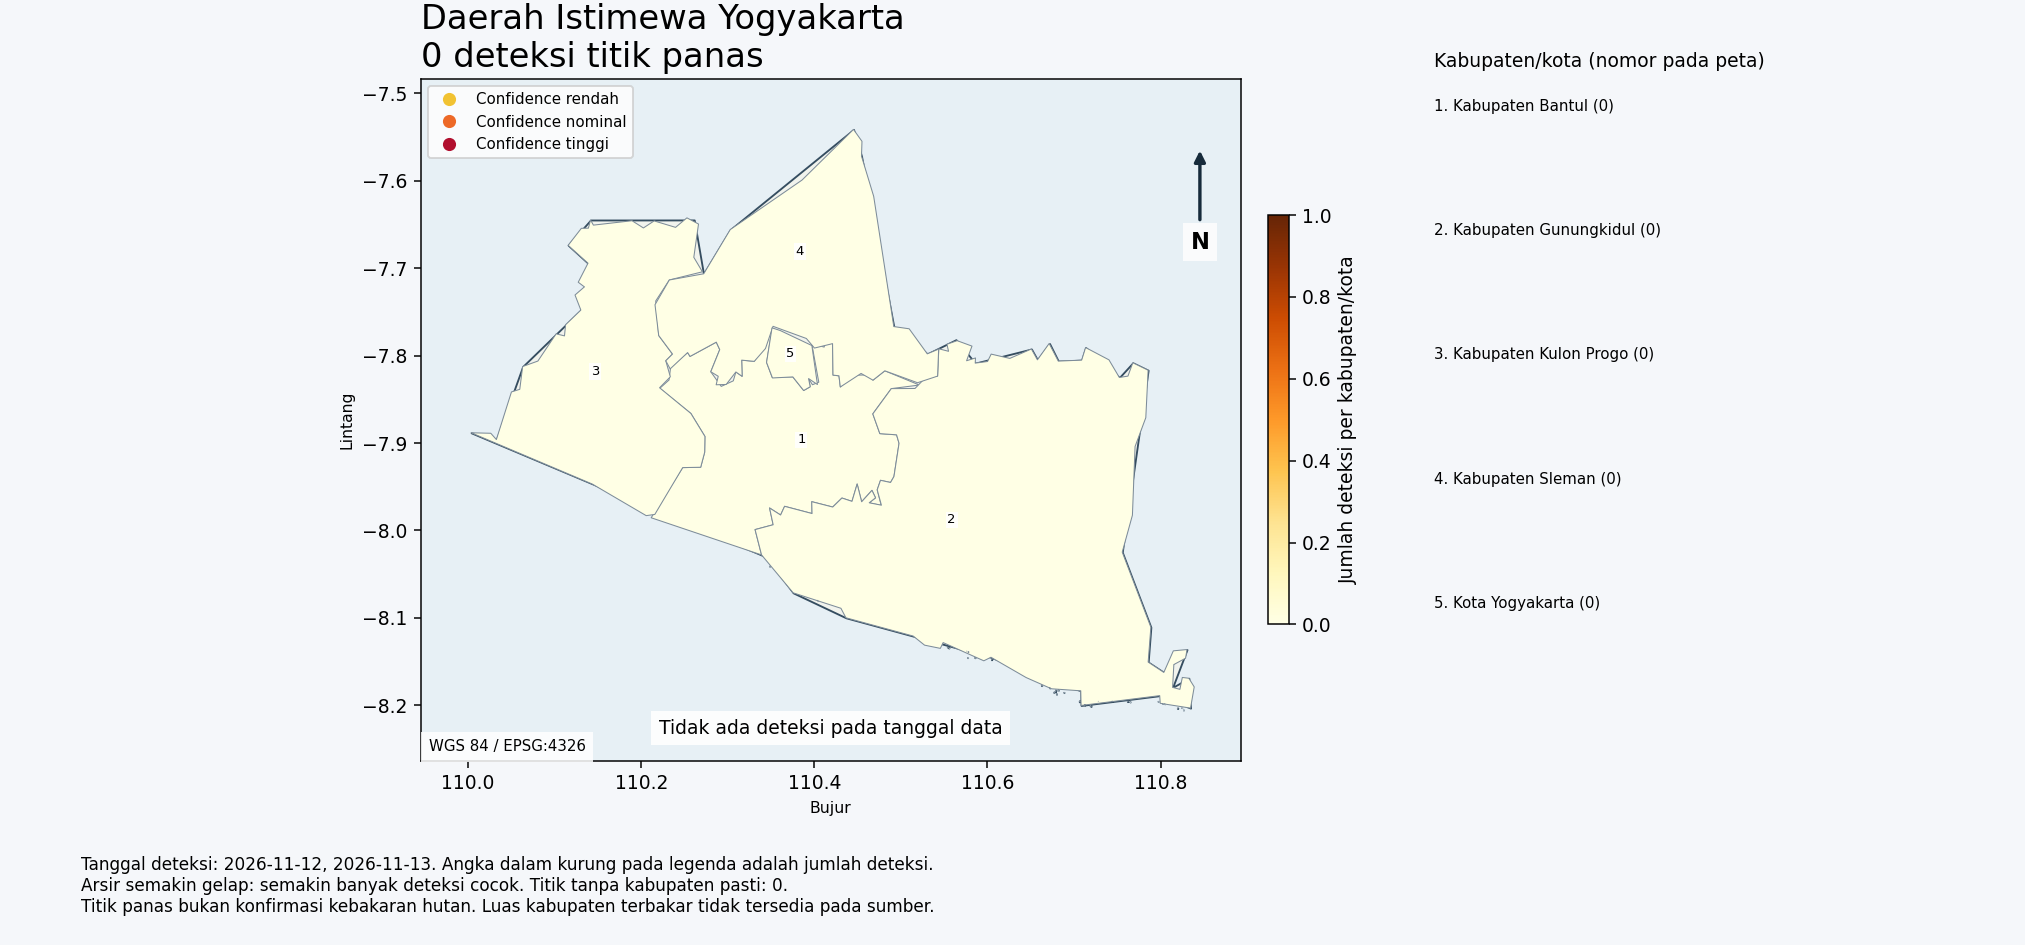 Daerah Istimewa Yogyakarta
0 deteksi titik panas
Confidence rendah
Confidence nominal
Confidence tinggi
−7.5
−7.6
−7.7
−7.8
−7.9
−8.0
−8.1
−8.2
Lintang
110.0
110.2
110.4
110.6
110.8
Bujur
4
5
3
1
2
N
Tidak ada deteksi pada tanggal data
WGS 84 / EPSG:4326
1.0
0.8
0.6
0.4
0.2
0.0
Jumlah deteksi per kabupaten/kota
Kabupaten/kota (nomor pada peta)
1. Kabupaten Bantul (0)
2. Kabupaten Gunungkidul (0)
3. Kabupaten Kulon Progo (0)
4. Kabupaten Sleman (0)
5. Kota Yogyakarta (0)
Tanggal deteksi: 2026-11-12, 2026-11-13. Angka dalam kurung pada legenda adalah jumlah deteksi.
Arsir semakin gelap: semakin banyak deteksi cocok. Titik tanpa kabupaten pasti: 0.
Titik panas bukan konfirmasi kebakaran hutan. Luas kabupaten terbakar tidak tersedia pada sumber.